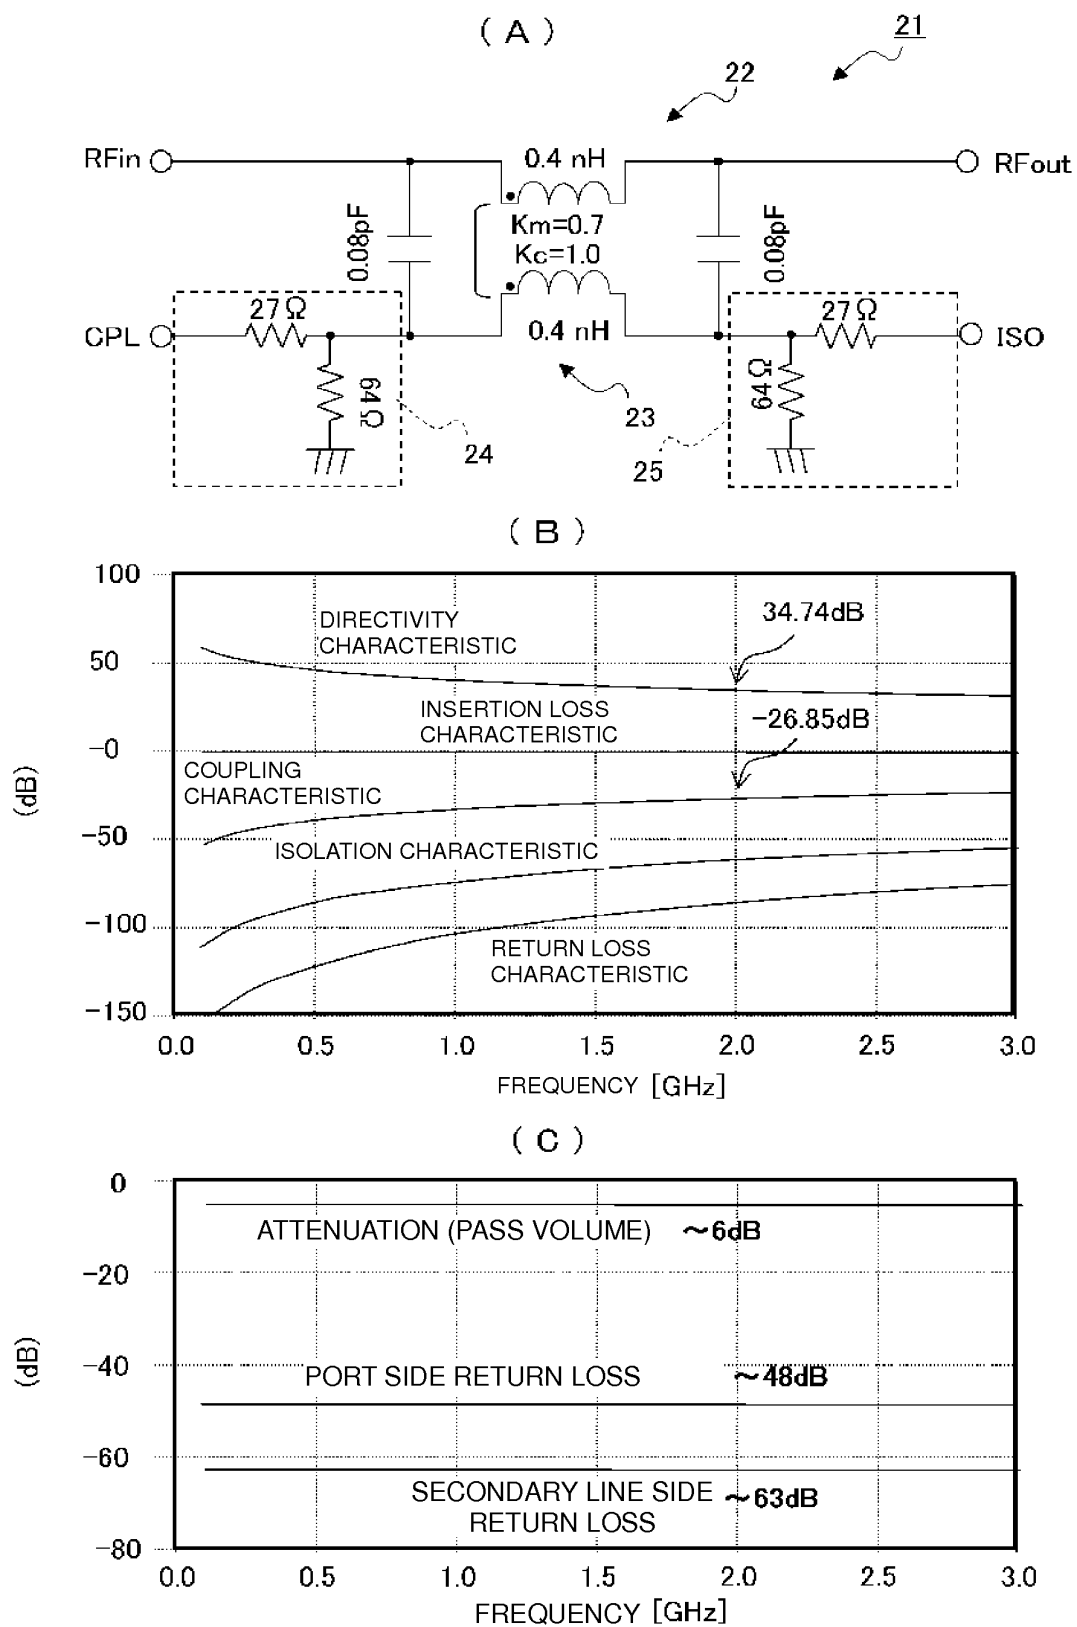 (A)
21
22
RFin
0.4 nH
RFout
0.08pF
Km=0.7
Kc=1.0
0.08pF
27Ω
27Ω
CPL
0.4 nH
ISO
64Ω
64Ω
23
24
25
(B)
100
DIRECTIVITY
CHARACTERISTIC
34.74dB
50
INSERTION LOSS
CHARACTERISTIC
−26.85dB
−0
COUPLING
CHARACTERISTIC
(dB)
−50
ISOLATION CHARACTERISTIC
−100
RETURN LOSS
CHARACTERISTIC
−150
0.0 0.5 1.0 1.5 2.0 2.5 3.0
FREQUENCY [GHz]
(C)
0
ATTENUATION (PASS VOLUME) ~6dB
−20
(dB)
−40
PORT SIDE RETURN LOSS ~48dB
−60
SECONDARY LINE SIDE ~63dB
RETURN LOSS
−80
0.0 0.5 1.0 1.5 2.0 2.5 3.0
FREQUENCY [GHz]